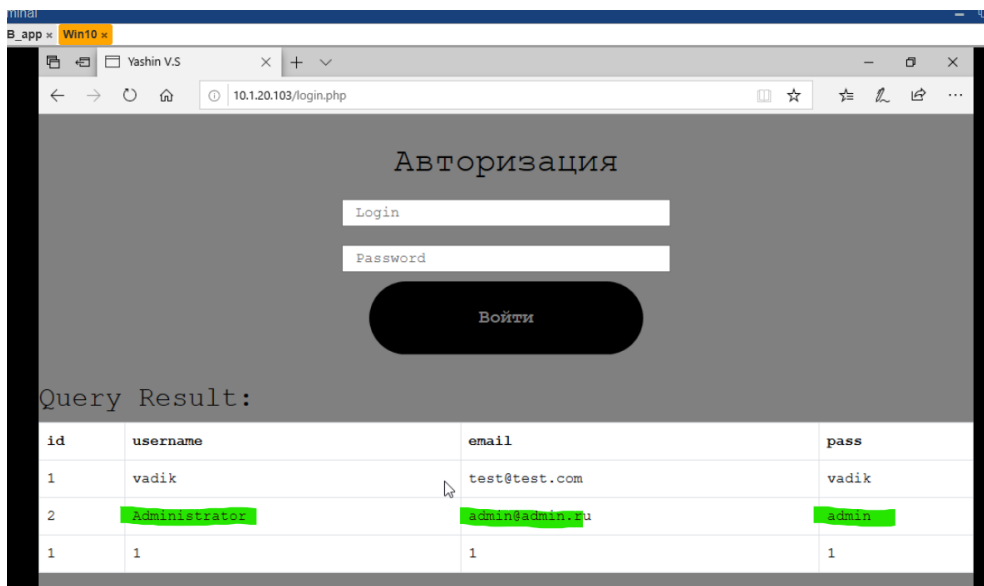 minal
B_app × Win10 ×
Yashin V.S
10.1.20.103/login.php
Авторизация
Login
Password
Войти
Query Result:
id username email pass
1 vadik test@test.com vadik
2 Administrator admin@admin.ru admin
1 1 1 1